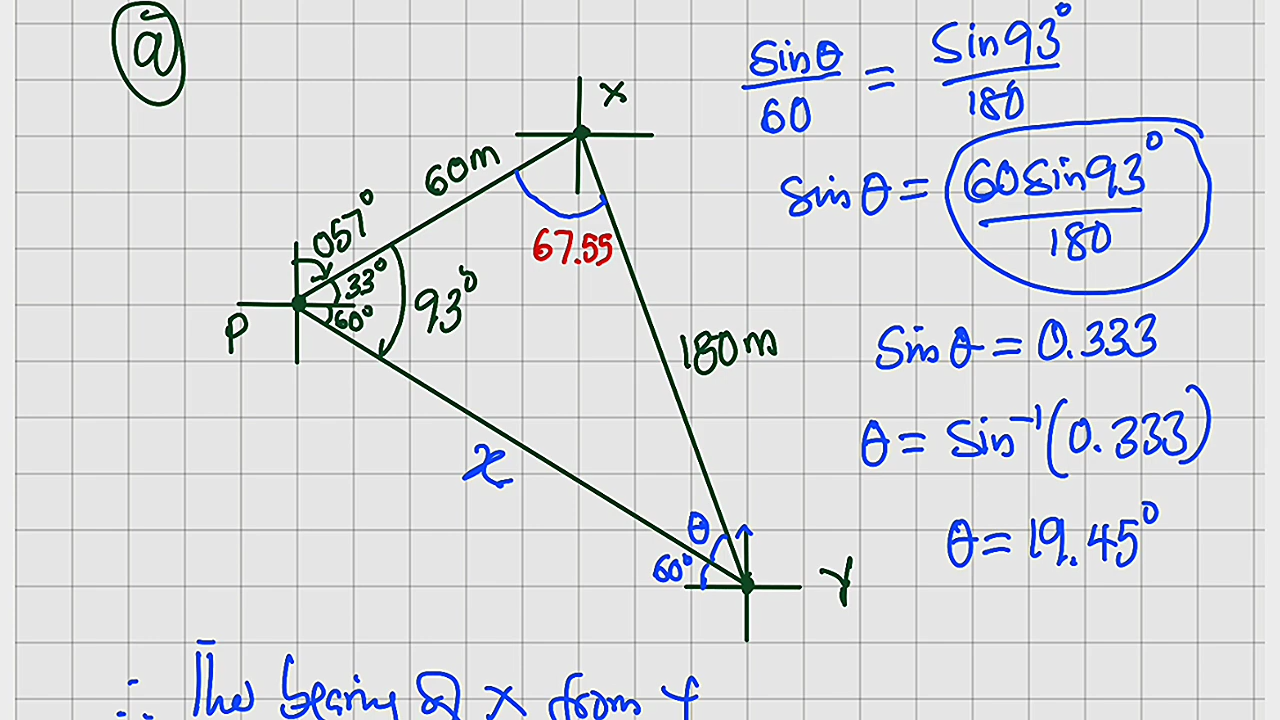 a
X
60m
057°
67.55
33°
60°
93°
P
180m
x
θ
60°
Y
Sinθ/60 = Sin93°/180
Sinθ = 60Sin93°/180
Sinθ = 0.333
θ = Sin⁻¹(0.333)
θ = 19.45°
∴ The bearing of X from Y